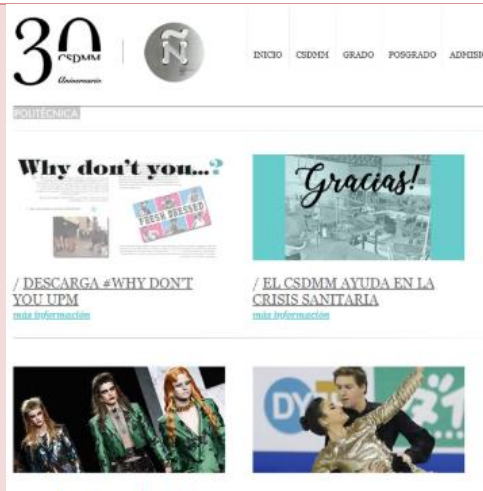 30
CSDMM
Aniversario
Ñ
INICIO CSDMM GRADO POSGRADO ADMISI
POLITÉCNICA
Why don't you...?
FRESH DRESSED
Gracias!
/ DESCARGA #WHY DON'T
YOU UPM
más información
/ EL CSDMM AYUDA EN LA
CRISIS SANITARIA
más información
DY